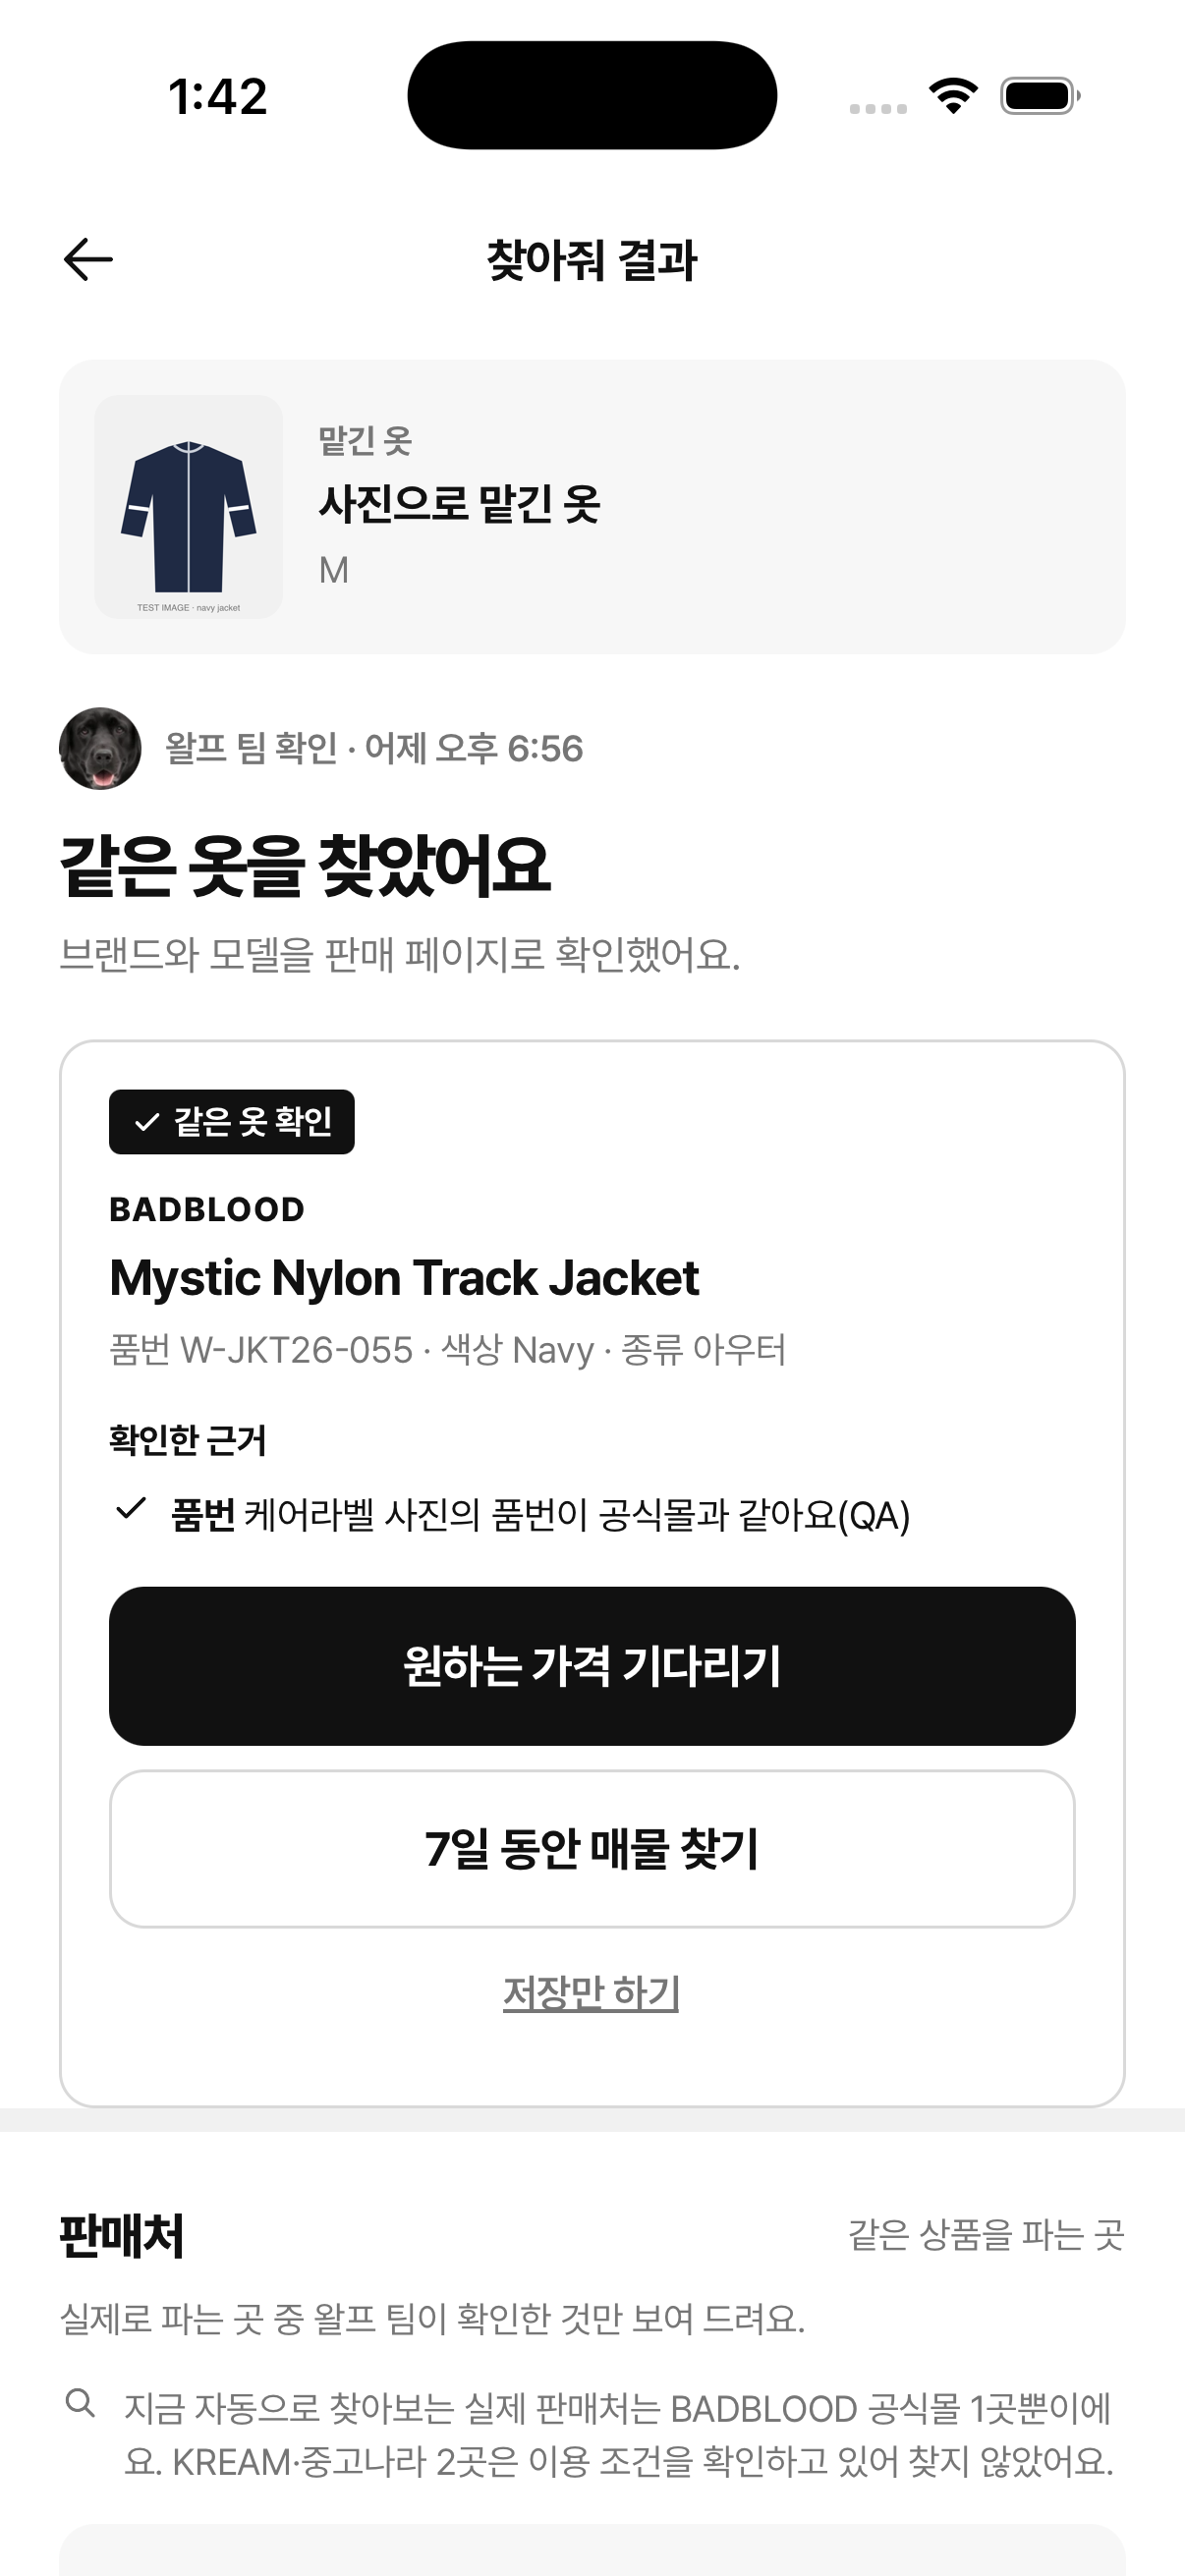 1:42
찾아줘 결과
맡긴 옷
사진으로 맡긴 옷
M
TEST IMAGE · navy jacket
왈프 팀 확인 · 어제 오후 6:56
같은 옷을 찾았어요
브랜드와 모델을 판매 페이지로 확인했어요.
같은 옷 확인
BADBLOOD
Mystic Nylon Track Jacket
품번 W-JKT26-055 · 색상 Navy · 종류 아우터
확인한 근거
품번 케어라벨 사진의 품번이 공식몰과 같아요(QA)
원하는 가격 기다리기
7일 동안 매물 찾기
저장만 하기
판매처
같은 상품을 파는 곳
실제로 파는 곳 중 왈프 팀이 확인한 것만 보여 드려요.
지금 자동으로 찾아보는 실제 판매처는 BADBLOOD 공식몰 1곳뿐이에
요. KREAM·중고나라 2곳은 이용 조건을 확인하고 있어 찾지 않았어요.